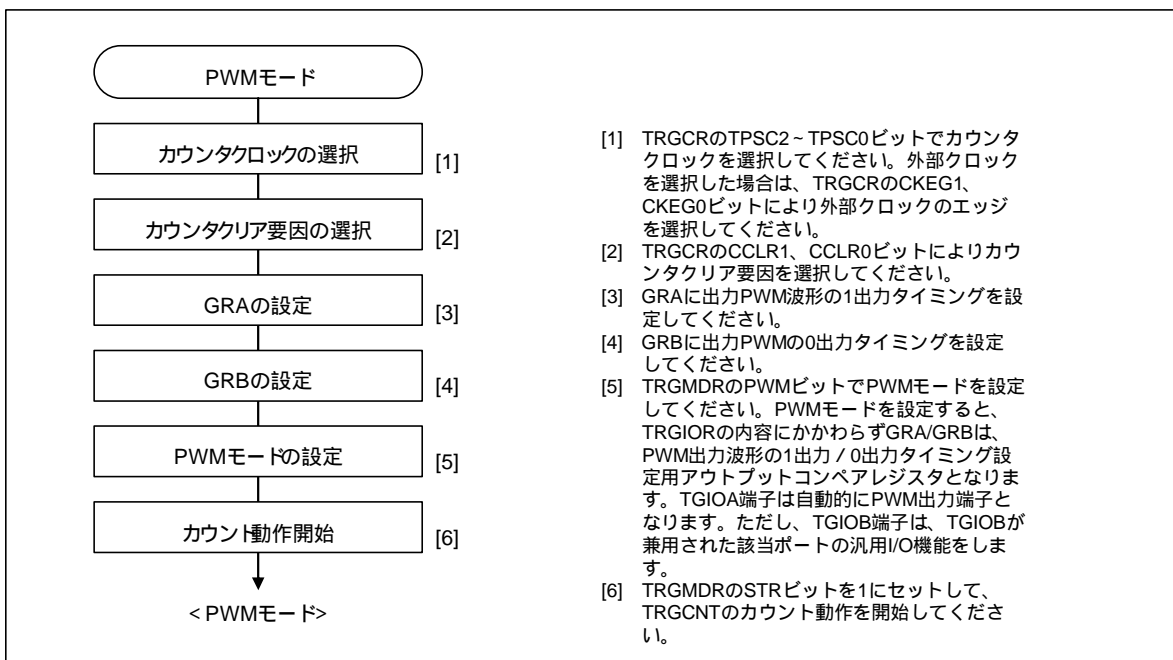 PWMモード
カウンタクロックの選択
[1]
カウンタクリア要因の選択
[2]
GRAの設定
[3]
GRBの設定
[4]
PWMモードの設定
[5]
カウント動作開始
[6]
<PWMモード>
[1] TRGCRのTPSC2~TPSC0ビットでカウンタ
クロックを選択してください。外部クロック
を選択した場合は、TRGCRのCKEG1、
CKEG0ビットにより外部クロックのエッジ
を選択してください。
[2] TRGCRのCCLR1、CCLR0ビットによりカウ
ンタクリア要因を選択してください。
[3] GRAに出力PWM波形の1出力タイミングを設
定してください。
[4] GRBに出力PWMの0出力タイミングを設定
してください。
[5] TRGMDRのPWMビットでPWMモードを設定
してください。PWMモードを設定すると、
TRGIORの内容にかかわらずGRA/GRBは、
PWM出力波形の1出力/0出力タイミング設
定用アウトプットコンペアレジスタとなりま
す。TGIOA端子は自動的にPWM出力端子と
なります。ただし、TGIOB端子は、TGIOBが
兼用された該当ポートの汎用I/O機能をしま
す。
[6] TRGMDRのSTRビットを1にセットして、
TRGCNTのカウント動作を開始してくださ
い。